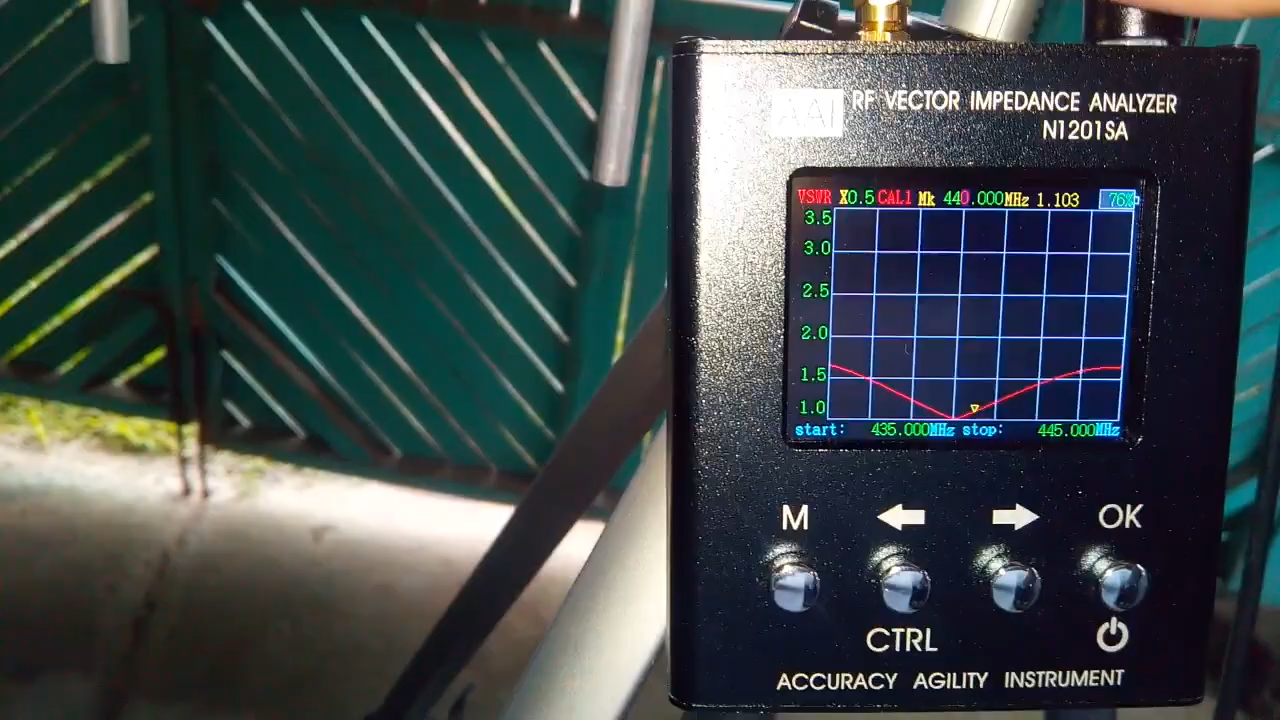 AAI RF VECTOR IMPEDANCE ANALYZER
N1201SA
VSWR X0.5 CAL1 Mk 440.000MHz 1.103 76%
3.5
3.0
2.5
2.0
1.5
1.0
start: 435.000MHz stop: 445.000MHz
M OK
CTRL
ACCURACY AGILITY INSTRUMENT